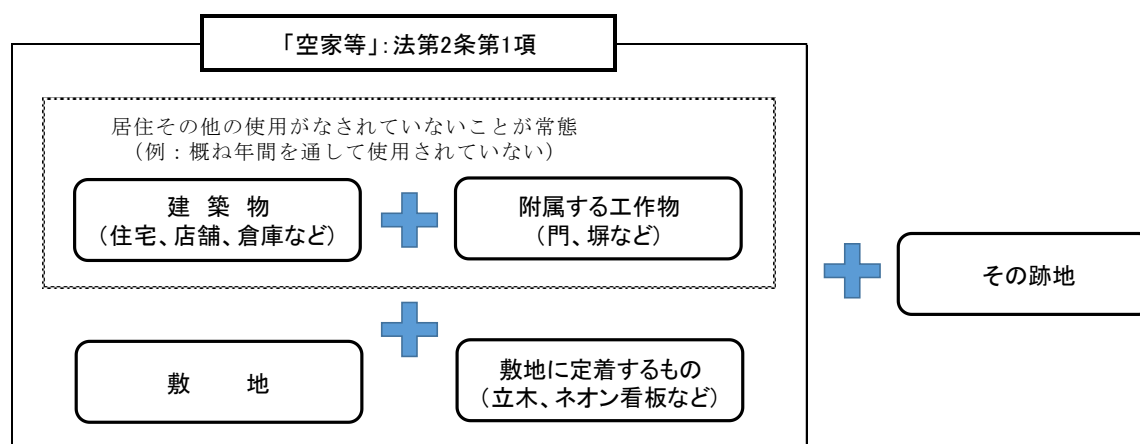 「空家等」：法第2条第1項
居住その他の使用がなされていないことが常態
（例：概ね年間を通して使用されていない）
建　築　物
（住宅、店舗、倉庫など）
附属する工作物
（門、塀など）
その跡地
敷　　地
敷地に定着するもの
（立木、ネオン看板など）